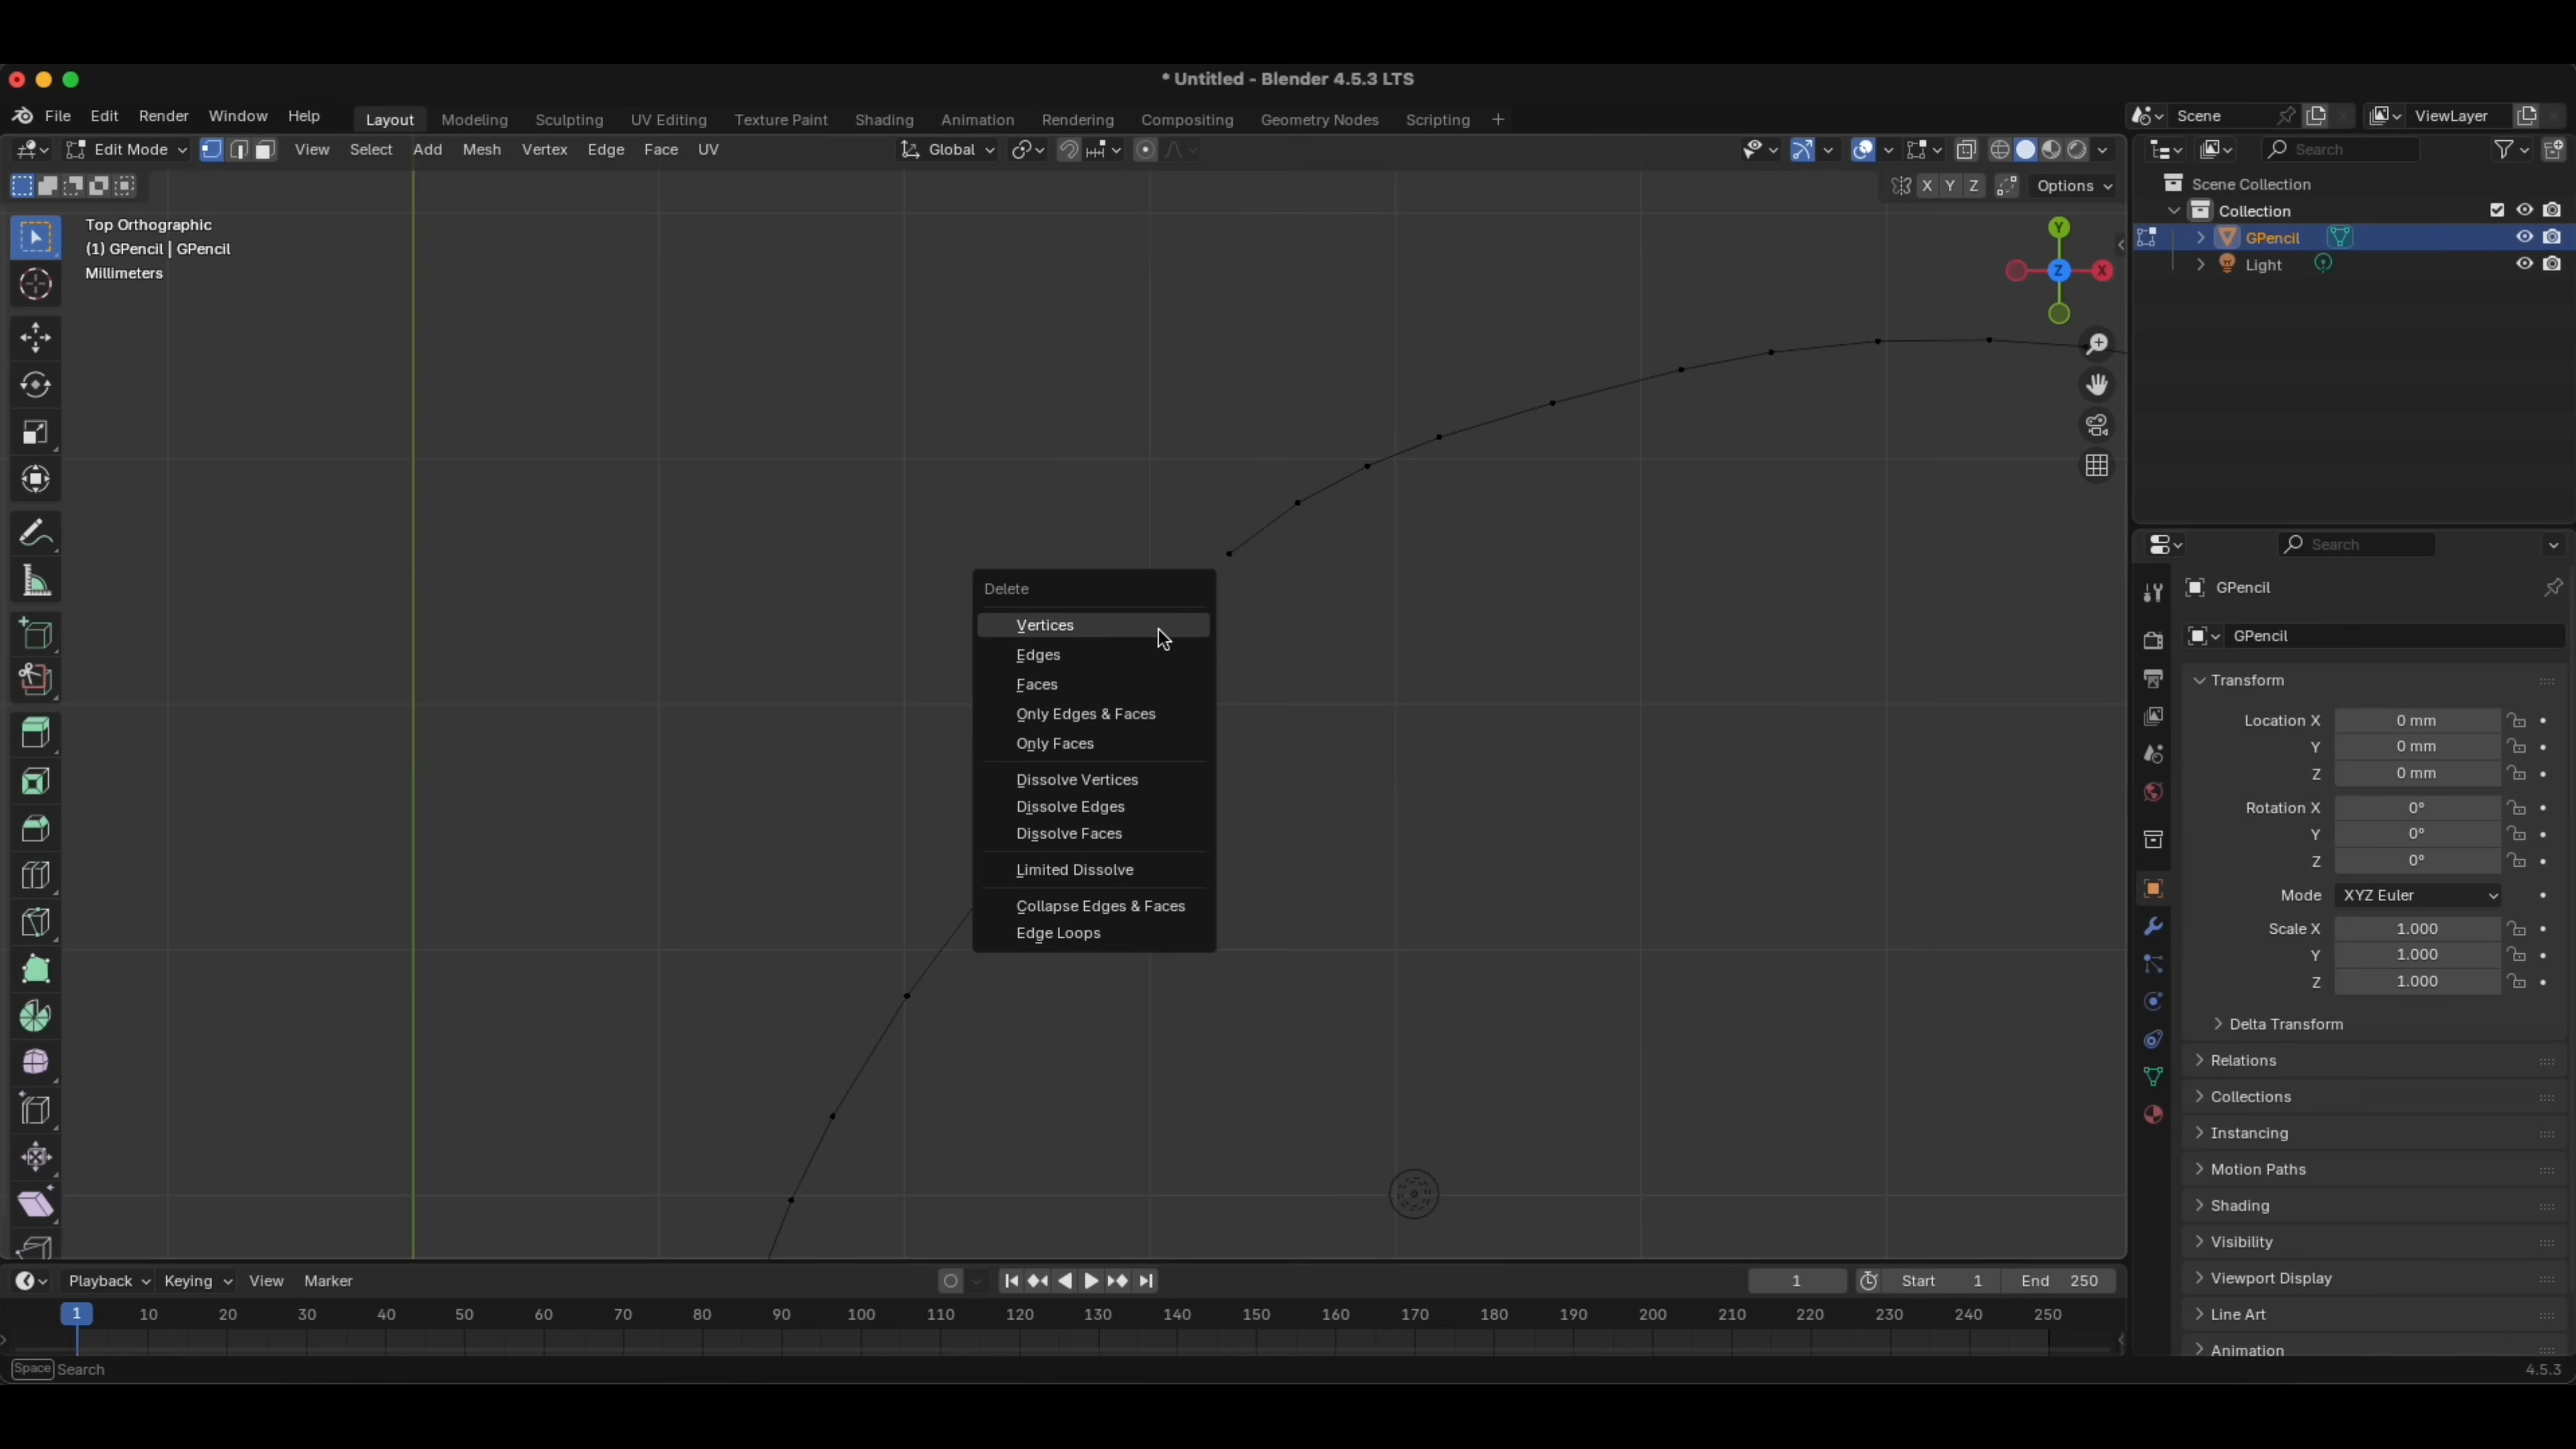 * Untitled - Blender 4.5.3 LTS
File Edit Render Window Help Layout Modeling Sculpting UV Editing Texture Paint Shading Animation Rendering Compositing Geometry Nodes Scripting + Scene ViewLayer
Edit Mode View Select Add Mesh Vertex Edge Face UV Global Search
X Y Z Options
Scene Collection
Collection
GPencil
Light
Top Orthographic
(1) GPencil | GPencil
Millimeters
Y
Z X
Delete
Vertices
Edges
Faces
Only Edges & Faces
Only Faces
Dissolve Vertices
Dissolve Edges
Dissolve Faces
Limited Dissolve
Collapse Edges & Faces
Edge Loops
Search
GPencil
GPencil
Transform
Location X 0 mm
Y 0 mm
Z 0 mm
Rotation X 0°
Y 0°
Z 0°
Mode XYZ Euler
Scale X 1.000
Y 1.000
Z 1.000
Delta Transform
Relations
Collections
Instancing
Motion Paths
Shading
Visibility
Viewport Display
Line Art
Animation
Playback Keying View Marker 1 Start 1 End 250
1 10 20 30 40 50 60 70 80 90 100 110 120 130 140 150 160 170 180 190 200 210 220 230 240 250
Space Search 4.5.3